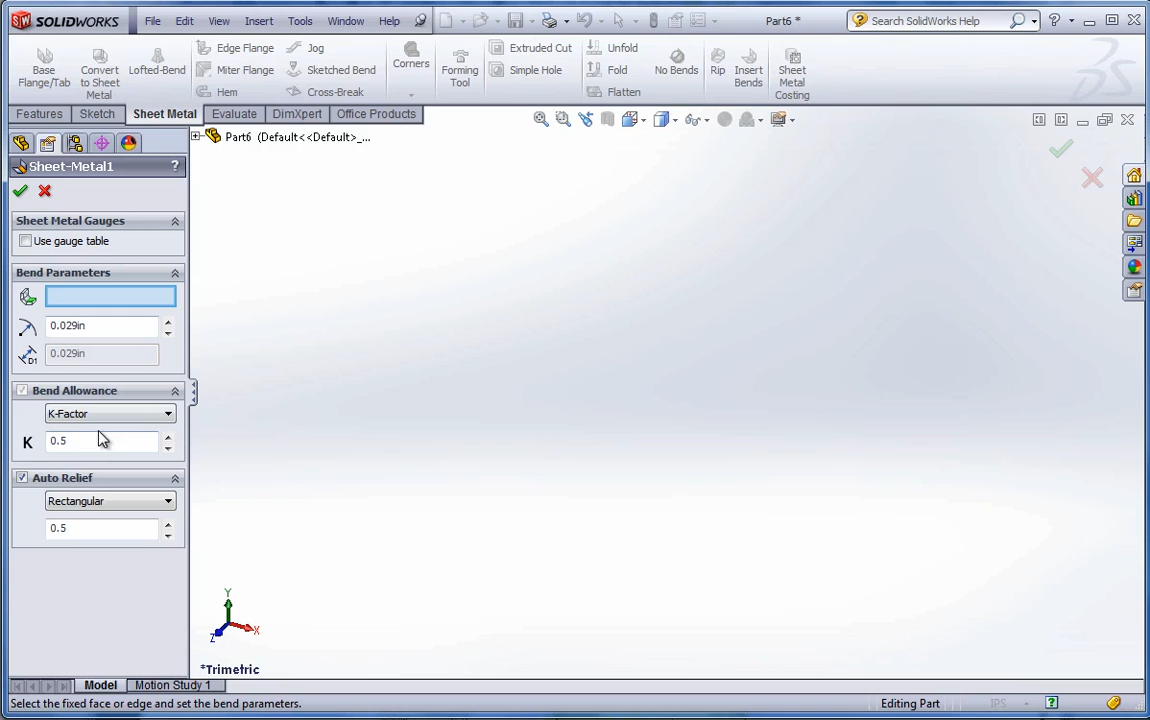 SOLIDWORKS File Edit View Insert Tools Window Help Part6 * Search SolidWorks Help
Base Flange/Tab
Convert to Sheet Metal
Lofted-Bend
Edge Flange
Miter Flange
Hem
Jog
Sketched Bend
Cross-Break
Corners
Forming Tool
Extruded Cut
Simple Hole
Unfold
Fold
Flatten
No Bends
Rip
Insert Bends
Sheet Metal Costing
Features Sketch Sheet Metal Evaluate DimXpert Office Products
Part6 (Default<<Default>_...
Sheet-Metal1 ?
Sheet Metal Gauges
Use gauge table
Bend Parameters
0.029in
D1 0.029in
Bend Allowance
K-Factor
K 0.5
Auto Relief
Rectangular
0.5
Y
X
Z
*Trimetric
Model Motion Study 1
Select the fixed face or edge and set the bend parameters. Editing Part IPS ?